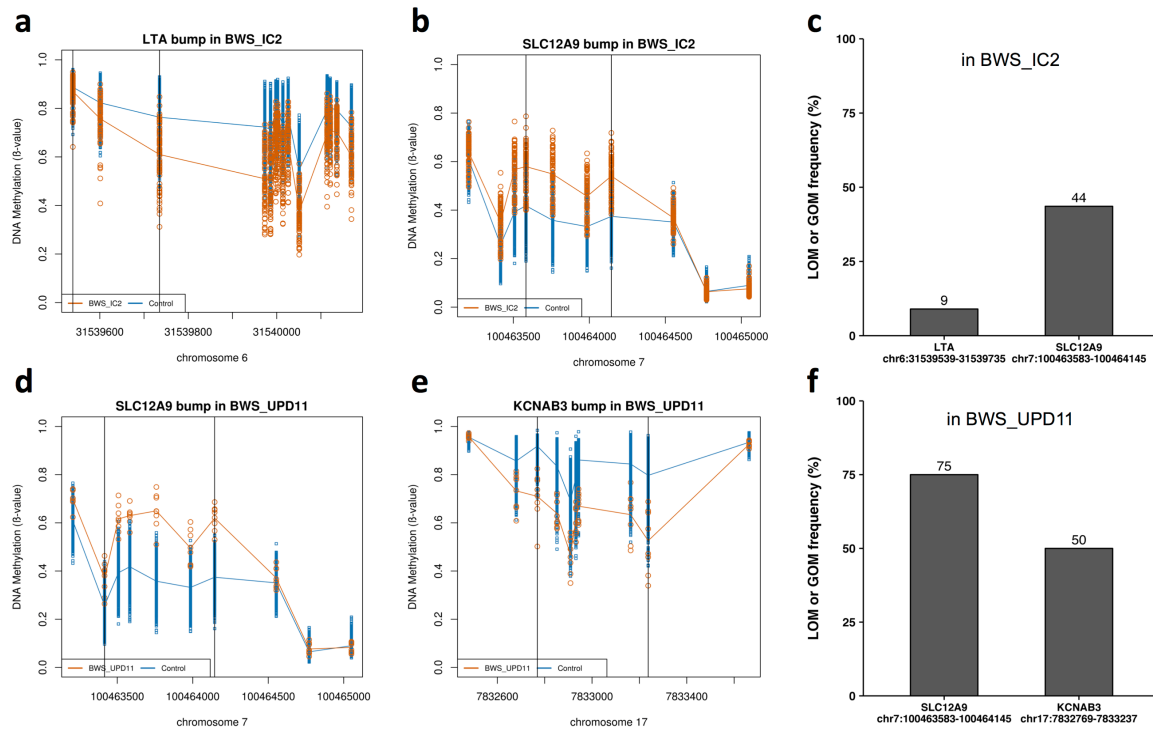 a
LTA bump in BWS_IC2
DNA Methylation (ß-value)
1.0
0.8
0.6
0.4
0.2
0.0
BWS_IC2 Control
31539600 31539800 31540000
chromosome 6
b
SLC12A9 bump in BWS_IC2
DNA Methylation (ß-value)
1.0
0.8
0.6
0.4
0.2
0.0
BWS_IC2 Control
100463500 100464000 100464500 100465000
chromosome 7
c
in BWS_IC2
LOM or GOM frequency (%)
100
75
50
25
0
9
44
LTA SLC12A9
chr6:31539539-31539735 chr7:100463583-100464145
d
SLC12A9 bump in BWS_UPD11
DNA Methylation (ß-value)
1.0
0.8
0.6
0.4
0.2
0.0
BWS_UPD11 Control
100463500 100464000 100464500 100465000
chromosome 7
e
KCNAB3 bump in BWS_UPD11
DNA Methylation (ß-value)
1.0
0.8
0.6
0.4
0.2
0.0
BWS_UPD11 Control
7832600 7833000 7833400
chromosome 17
f
in BWS_UPD11
LOM or GOM frequency (%)
100
75
50
25
0
75
50
SLC12A9 KCNAB3
chr7:100463583-100464145 chr17:7832769-7833237